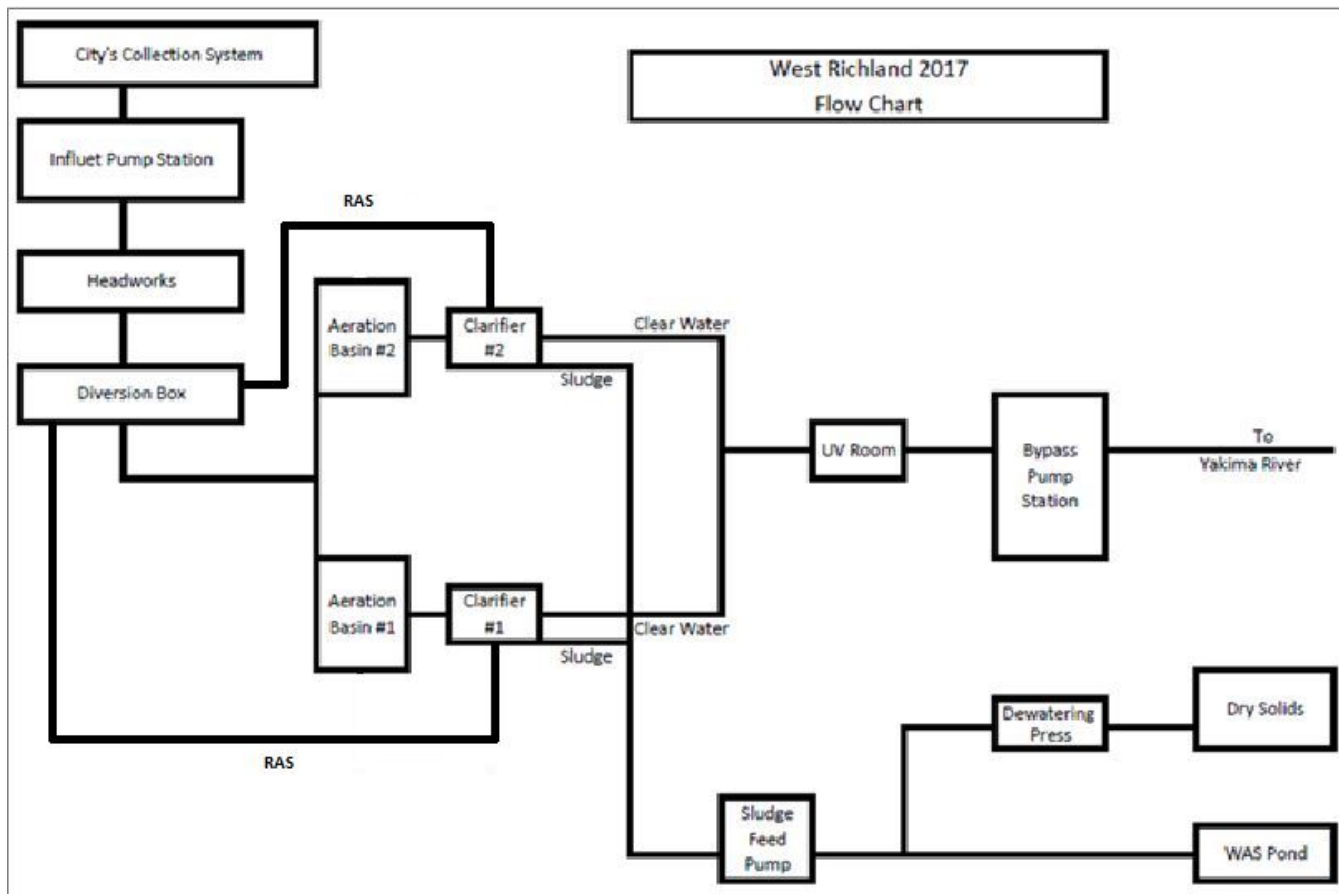 City's Collection System
West Richland 2017
Flow Chart
Influet Pump Station
RAS
Headworks
Aeration
Basin #2
Clarifier
#2
Clear Water
Sludge
Diversion Box
UV Room
Bypass
Pump
Station
To
Yakima River
Aeration
Basin #1
Clarifier
#1
Clear Water
Sludge
RAS
Dewatering
Press
Dry Solids
Sludge
Feed
Pump
WAS Pond